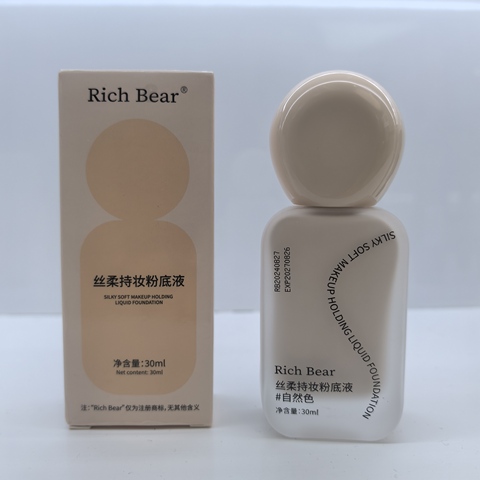 Rich Bear®
丝柔持妆粉底液
SILKY SOFT MAKEUP HOLDING
LIQUID FOUNDATION
净含量:30ml
Net content: 30ml
注:"Rich Bear"仅为注册商标,无其他含义
RB20240827
EXP20270826
SILKY SOFT MAKEUP HOLDING LIQUID FOUNDATION
Rich Bear
丝柔持妆粉底液
#自然色
净含量:30ml